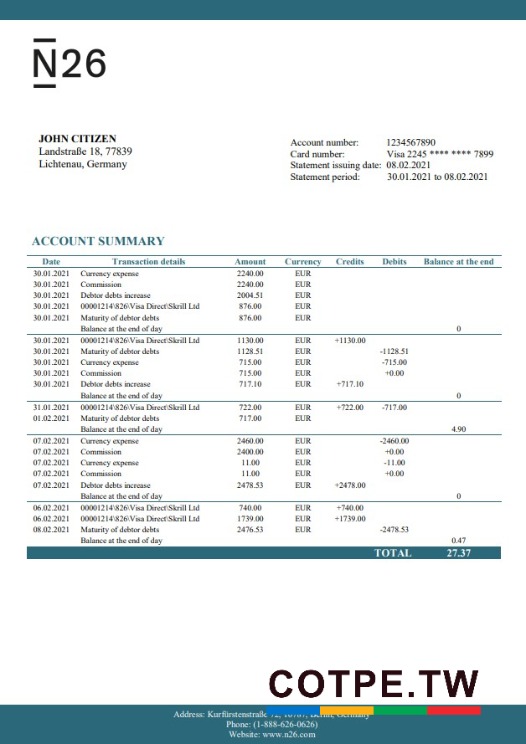 N26
JOHN CITIZEN
Landstraße 18, 77839
Lichtenau, Germany
Account number: 1234567890
Card number: Visa 2245 **** **** 7899
Statement issuing date: 08.02.2021
Statement period: 30.01.2021 to 08.02.2021
ACCOUNT SUMMARY
Date Transaction details Amount Currency Credits Debits Balance at the end
30.01.2021 Currency expense 2240.00 EUR
30.01.2021 Commission 2240.00 EUR
30.01.2021 Debtor debts increase 2004.51 EUR
30.01.2021 00001214\826\Visa Direct\Skrill Ltd 876.00 EUR
30.01.2021 Maturity of debtor debts 876.00 EUR
Balance at the end of day 0
30.01.2021 00001214\826\Visa Direct\Skrill Ltd 1130.00 EUR +1130.00
30.01.2021 Maturity of debtor debts 1128.51 EUR -1128.51
30.01.2021 Currency expense 715.00 EUR -715.00
30.01.2021 Commission 715.00 EUR +0.00
30.01.2021 Debtor debts increase 717.10 EUR +717.10
Balance at the end of day 0
31.01.2021 00001214\826\Visa Direct\Skrill Ltd 722.00 EUR +722.00 -717.00
01.02.2021 Maturity of debtor debts 717.00 EUR
Balance at the end of day 4.90
07.02.2021 Currency expense 2460.00 EUR -2460.00
07.02.2021 Commission 2400.00 EUR +0.00
07.02.2021 Currency expense 11.00 EUR -11.00
07.02.2021 Commission 11.00 EUR +0.00
07.02.2021 Debtor debts increase 2478.53 EUR +2478.00
Balance at the end of day 0
06.02.2021 00001214\826\Visa Direct\Skrill Ltd 740.00 EUR +740.00
06.02.2021 00001214\826\Visa Direct\Skrill Ltd 1739.00 EUR +1739.00
08.02.2021 Maturity of debtor debts 2476.53 EUR -2478.53
Balance at the end of day 0.47
TOTAL 27.37
COTPE.TW
Address: Kurfürstenstraße Germany
Phone: (1-888-626-0626)
Website: www.n26.com